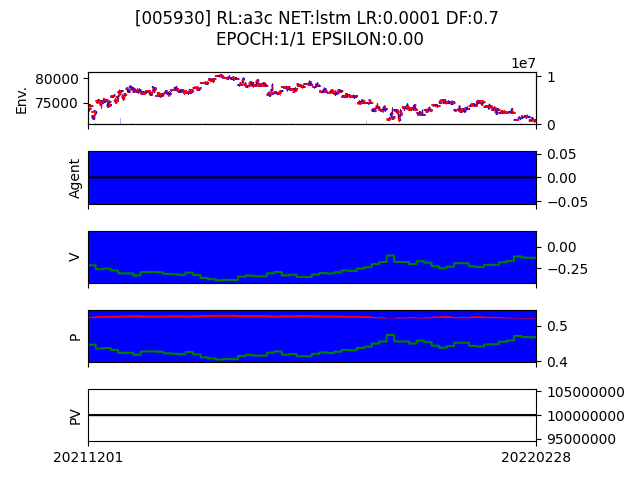 [005930] RL:a3c NET:lstm LR:0.0001 DF:0.7
EPOCH:1/1 EPSILON:0.00
1e7
Env.
80000
75000
1
0
Agent
0.05
0.00
−0.05
V
0.00
−0.25
P
0.5
0.4
PV
105000000
100000000
95000000
20211201
20220228